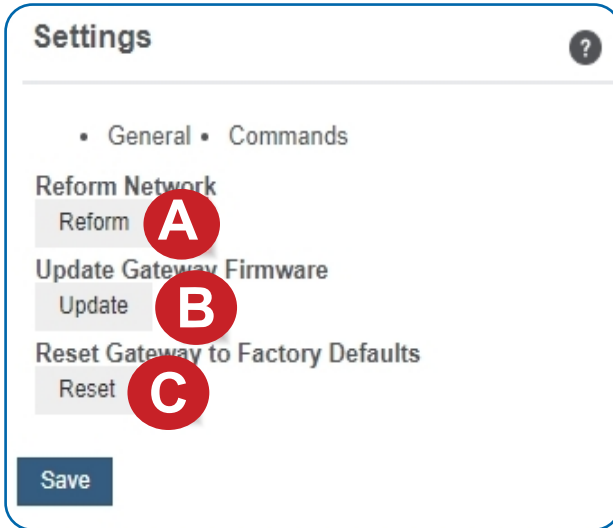 Settings
?
• General • Commands
Reform Network
Reform A
Update Gateway Firmware
Update B
Reset Gateway to Factory Defaults
Reset C
Save